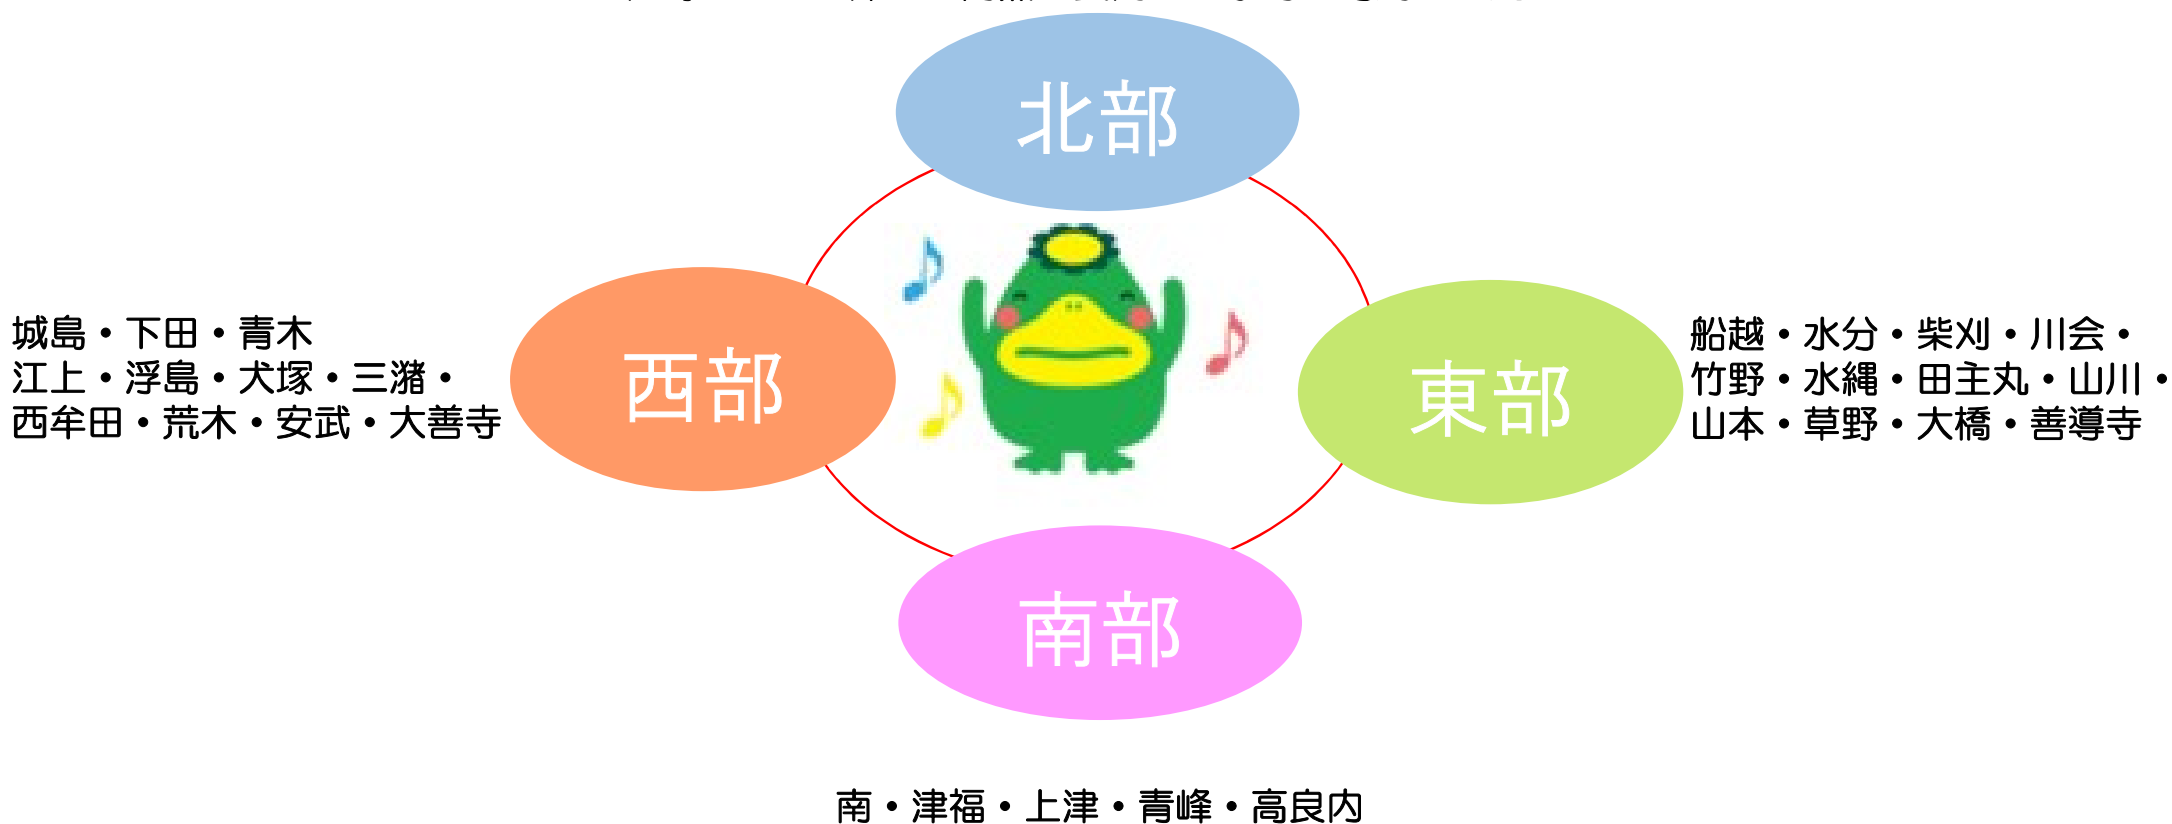 北部
城島・下田・青木
江上・浮島・犬塚・三潴・
西牟田・荒木・安武・大善寺
西部
東部
船越・水分・柴刈・川会・
竹野・水縄・田主丸・山川・
山本・草野・大橋・善導寺
南部
南・津福・上津・青峰・高良内